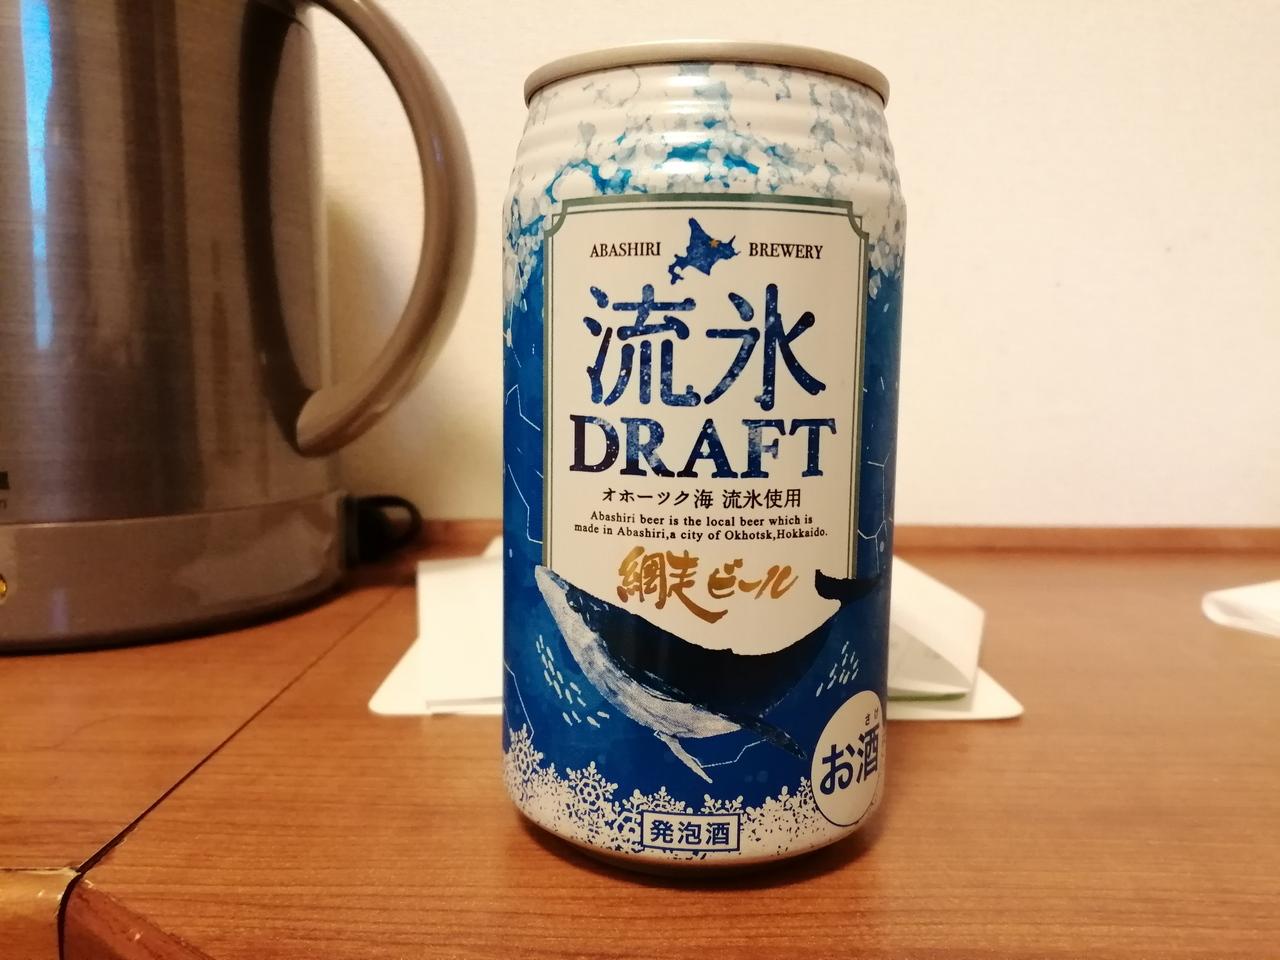 ABASHIRI BREWERY
流氷
DRAFT
オホーツク海 流氷使用
Abashiri beer is the local beer which is
made in Abashiri,a city of Okhotsk,Hokkaido.
網走ビール
さけ
お酒
発泡酒